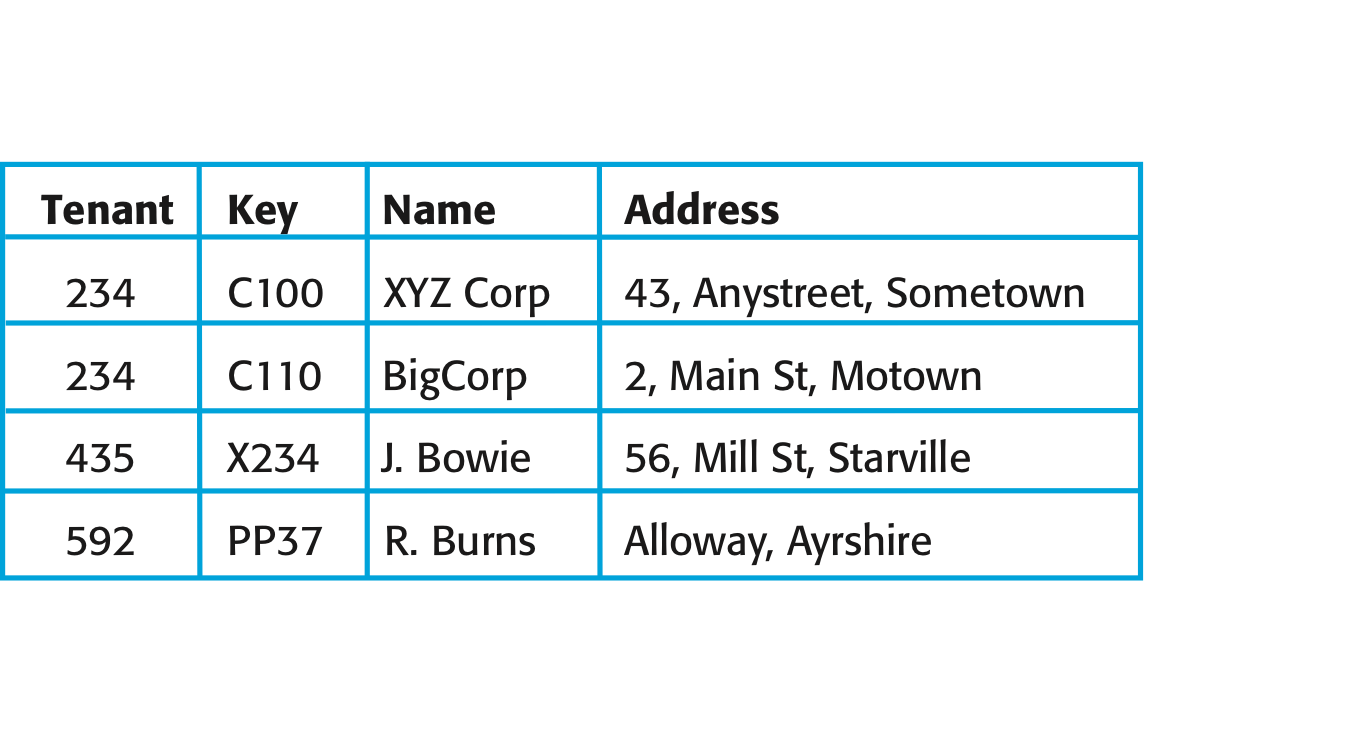 Tenant Key Name Address
234 C100 XYZ Corp 43, Anystreet, Sometown
234 C110 BigCorp 2, Main St, Motown
435 X234 J. Bowie 56, Mill St, Starville
592 PP37 R. Burns Alloway, Ayrshire